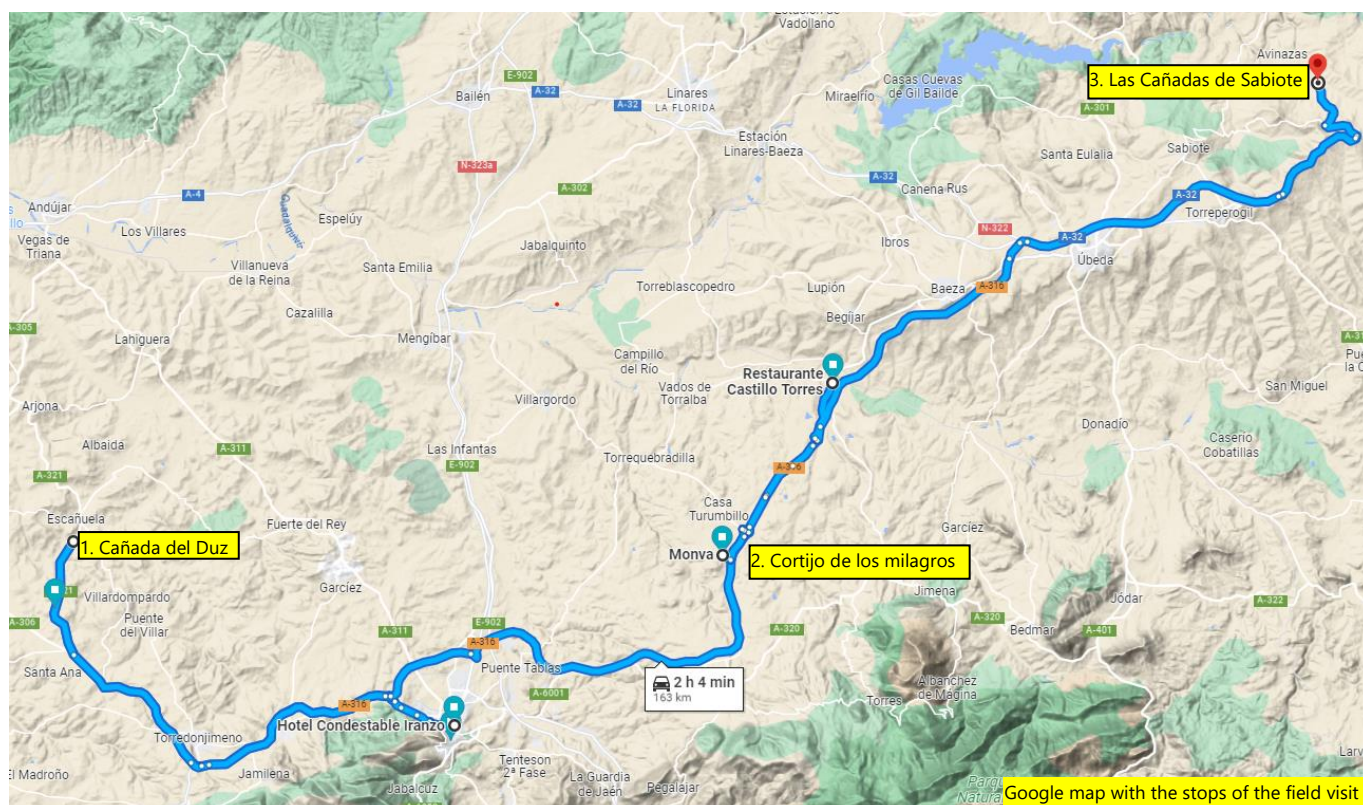 Estación de
Vadollano
Avinazas
E-902
3. Las Cañadas de Sabiote
Bailén
A-32
Linares
LA FLORIDA
Casas Cuevas
de Gil Bailde
Miraelrío
A-301
A-32
Estación
Linares-Baeza
Santa Eulalia
Sabiote
N-323a
A-32
A-302
Canena
Rus
A-4
A-32
Torreperogil
Andújar
Espelúy
Los Villares
Guadalquivir
N-322
Vegas de
Triana
Jabalquinto
Ibros
A-32
Úbeda
Villanueva
de la Reina
Santa Emilia
Torreblascopedro
Lupión
Baeza
A-316
Cazalilla
Begíjar
A-305
Lahiguera
Mengíbar
Campillo
del Río
Restaurante
Castillo Torres
Vados de
Torralba
San Miguel
Arjona
Villargordo
Donadío
Albaida
A-311
Las Infantas
Caserio
Cobatillas
A-321
E-902
Torrequebradilla
Escañuela
Fuerte del Rey
Casa
Turumbillo
Garcíez
1. Cañada del Duz
Monva
2. Cortijo de los milagros
Garcíez
Villardompardo
Jimena
Jódar
A-322
A-306
Puente
del Villar
A-320
Bedmar
A-401
A-311
E-902
A-316
A-320
Santa Ana
Puente Tablas
2 h 4 min
163 km
A-6001
Albanchez
de Mágina
Torres
A-316
Hotel Condestable Iranzo
Torredonjimeno
El Madroño
Jamilena
Tenteson
2ª Fase
La Guardia
de Jaén
Jabalcuz
Pegalajar
Google map with the stops of the field visit